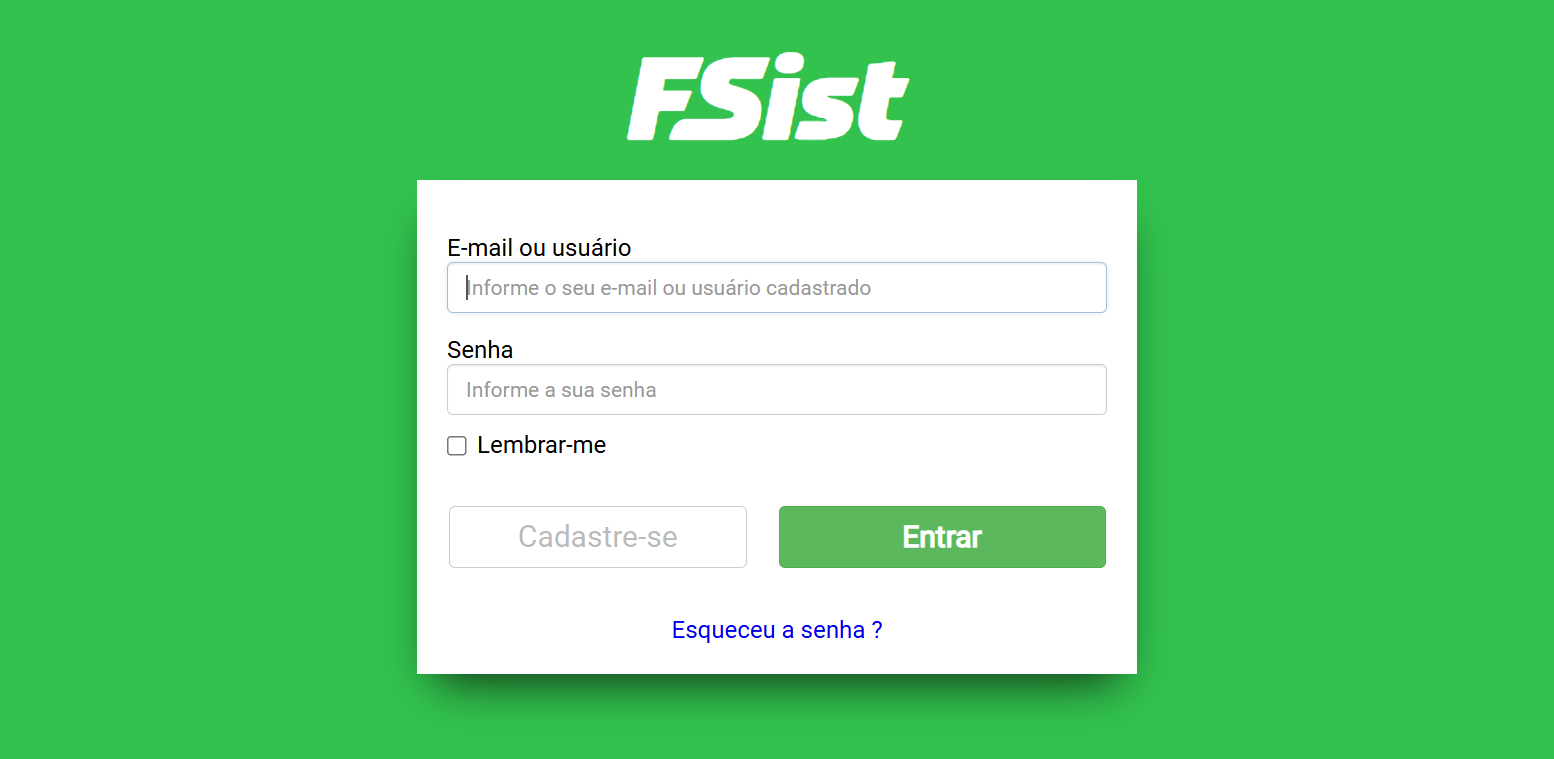 FSist
E-mail ou usuário
Informe o seu e-mail ou usuário cadastrado
Senha
Informe a sua senha
Lembrar-me
Cadastre-se
Entrar
Esqueceu a senha ?